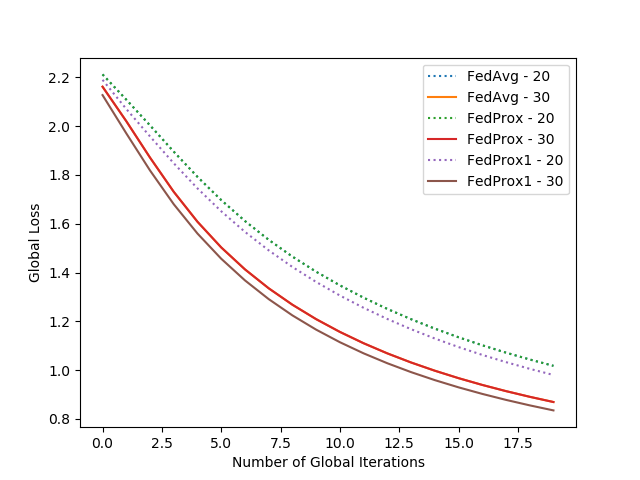 FedAvg - 20
FedAvg - 30
FedProx - 20
FedProx - 30
FedProx1 - 20
FedProx1 - 30
Global Loss
2.2
2.0
1.8
1.6
1.4
1.2
1.0
0.8
0.0 2.5 5.0 7.5 10.0 12.5 15.0 17.5
Number of Global Iterations